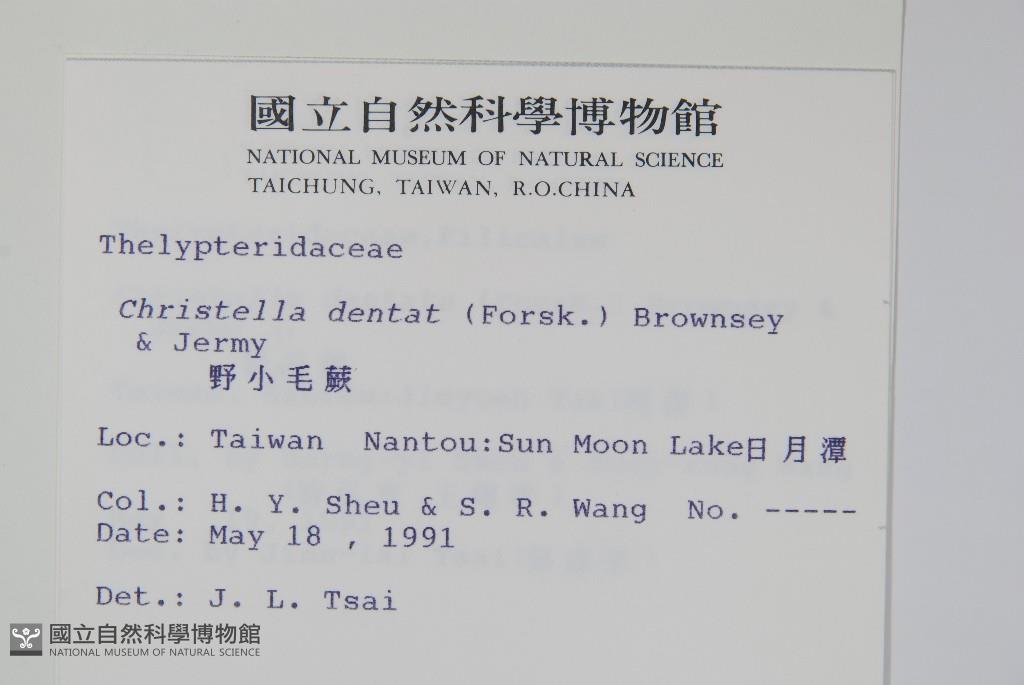 國立自然科學博物館
NATIONAL MUSEUM OF NATURAL SCIENCE
TAICHUNG, TAIWAN, R.O.CHINA
Thelypteridaceae
Christella dentat (Forsk.) Brownsey
& Jermy
野小毛蕨
Loc.: Taiwan Nantou:Sun Moon Lake日月潭
Col.: H. Y. Sheu & S. R. Wang No. -----
Date: May 18 , 1991
Det.: J. L. Tsai
國立自然科學博物館
NATIONAL MUSEUM OF NATURAL SCIENCE